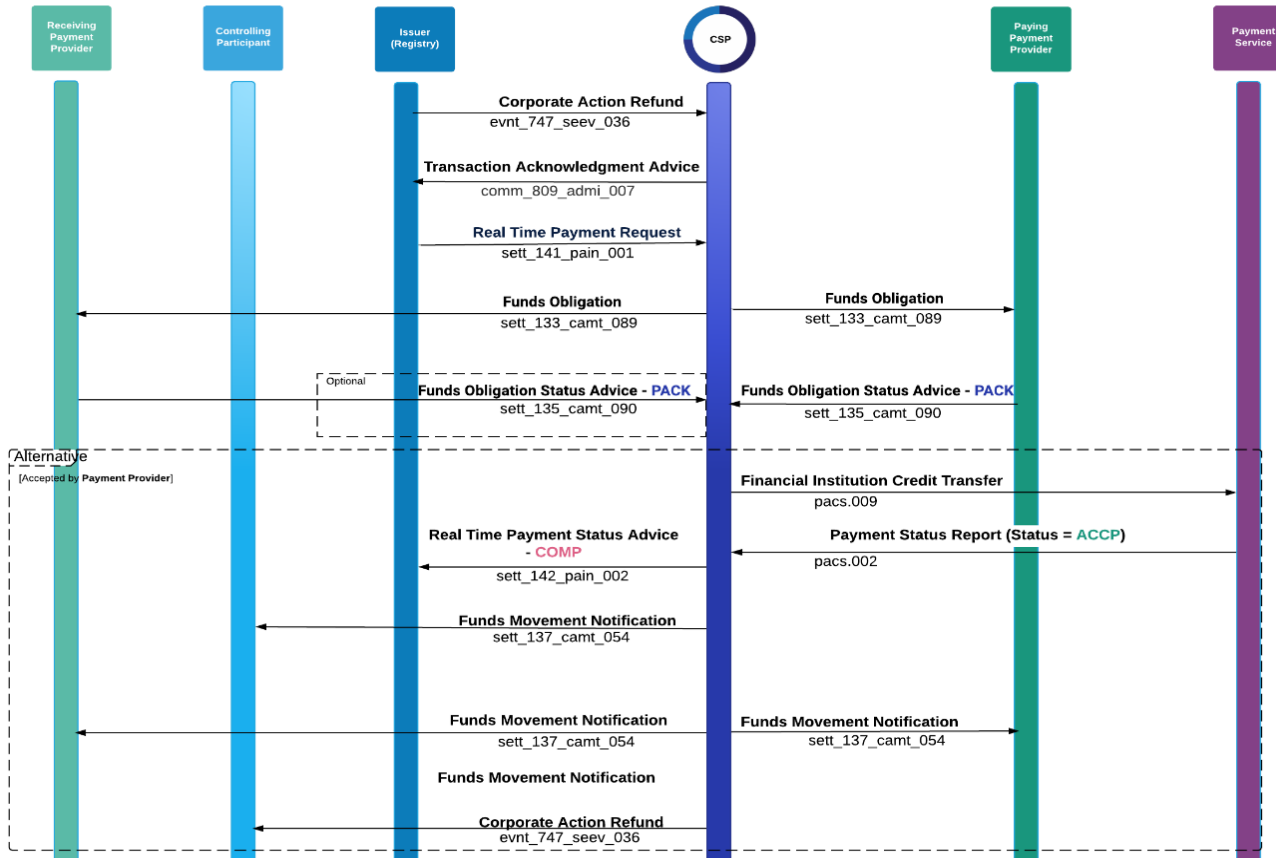 Receiving
Payment
Provider
Controlling
Participant
Issuer
(Registry)
CSP
Paying
Payment
Provider
Payment
Service
Corporate Action Refund
evnt_747_seev_036
Transaction Acknowledgment Advice
comm_809_admi_007
Real Time Payment Request
sett_141_pain_001
Funds Obligation
sett_133_camt_089
Funds Obligation
sett_133_camt_089
Optional
Funds Obligation Status Advice - PACK
sett_135_camt_090
Funds Obligation Status Advice - PACK
sett_135_camt_090
Alternative
[Accepted by Payment Provider]
Financial Institution Credit Transfer
pacs.009
Payment Status Report (Status = ACCP)
pacs.002
Real Time Payment Status Advice
- COMP
sett_142_pain_002
Funds Movement Notification
sett_137_camt_054
Funds Movement Notification
sett_137_camt_054
Funds Movement Notification
sett_137_camt_054
Funds Movement Notification
Corporate Action Refund
evnt_747_seev_036